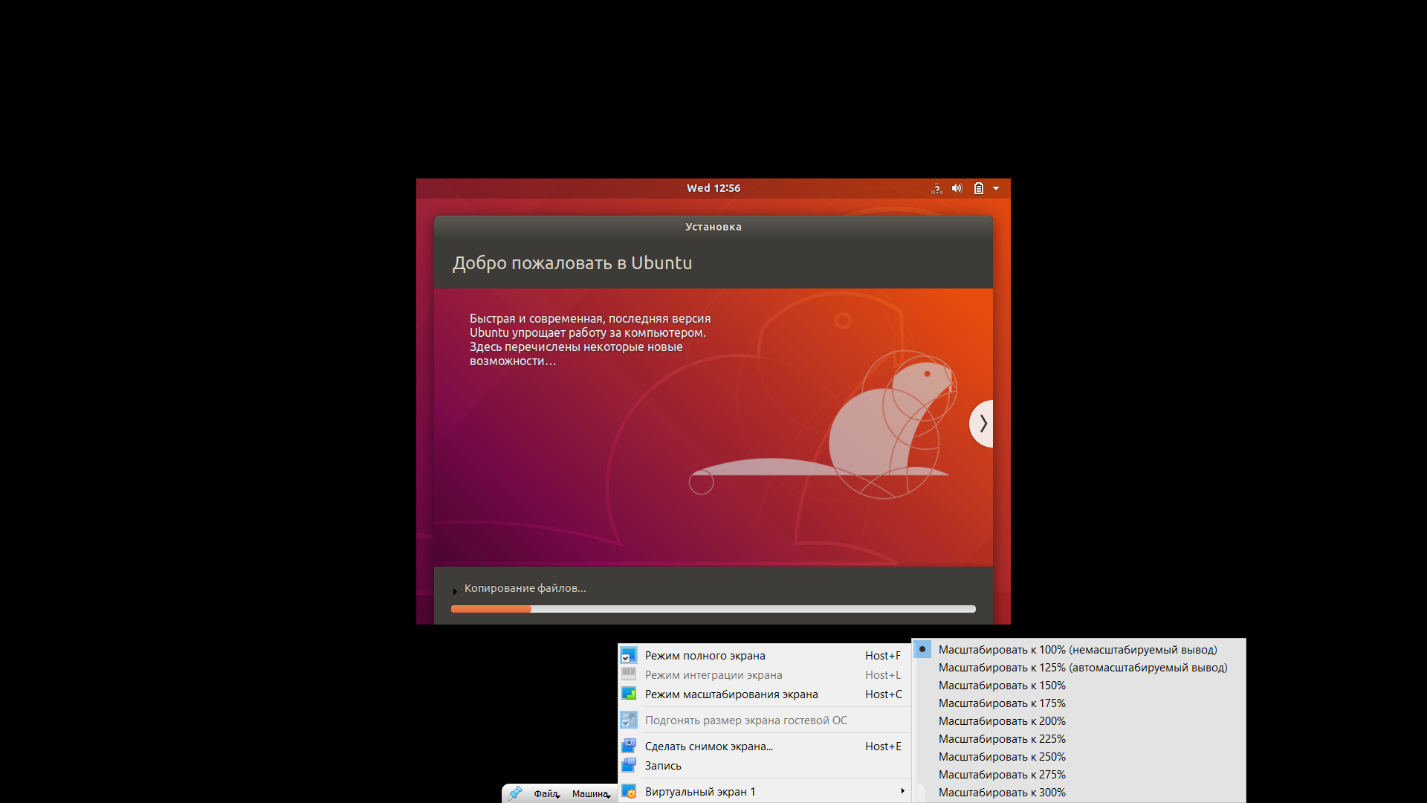 Wed 12:56
Установка
Добро пожаловать в Ubuntu
Быстрая и современная, последняя версия
Ubuntu упрощает работу за компьютером.
Здесь перечислены некоторые новые
возможности…
Копирование файлов...
Режим полного экрана Host+F
Режим интеграции экрана Host+L
Режим масштабирования экрана Host+C
Подгонять размер экрана гостевой ОС
Сделать снимок экрана... Host+E
Запись
Виртуальный экран 1
Масштабировать к 100% (немасштабируемый вывод)
Масштабировать к 125% (автомасштабируемый вывод)
Масштабировать к 150%
Масштабировать к 175%
Масштабировать к 200%
Масштабировать к 225%
Масштабировать к 250%
Масштабировать к 275%
Масштабировать к 300%
Файл Машина